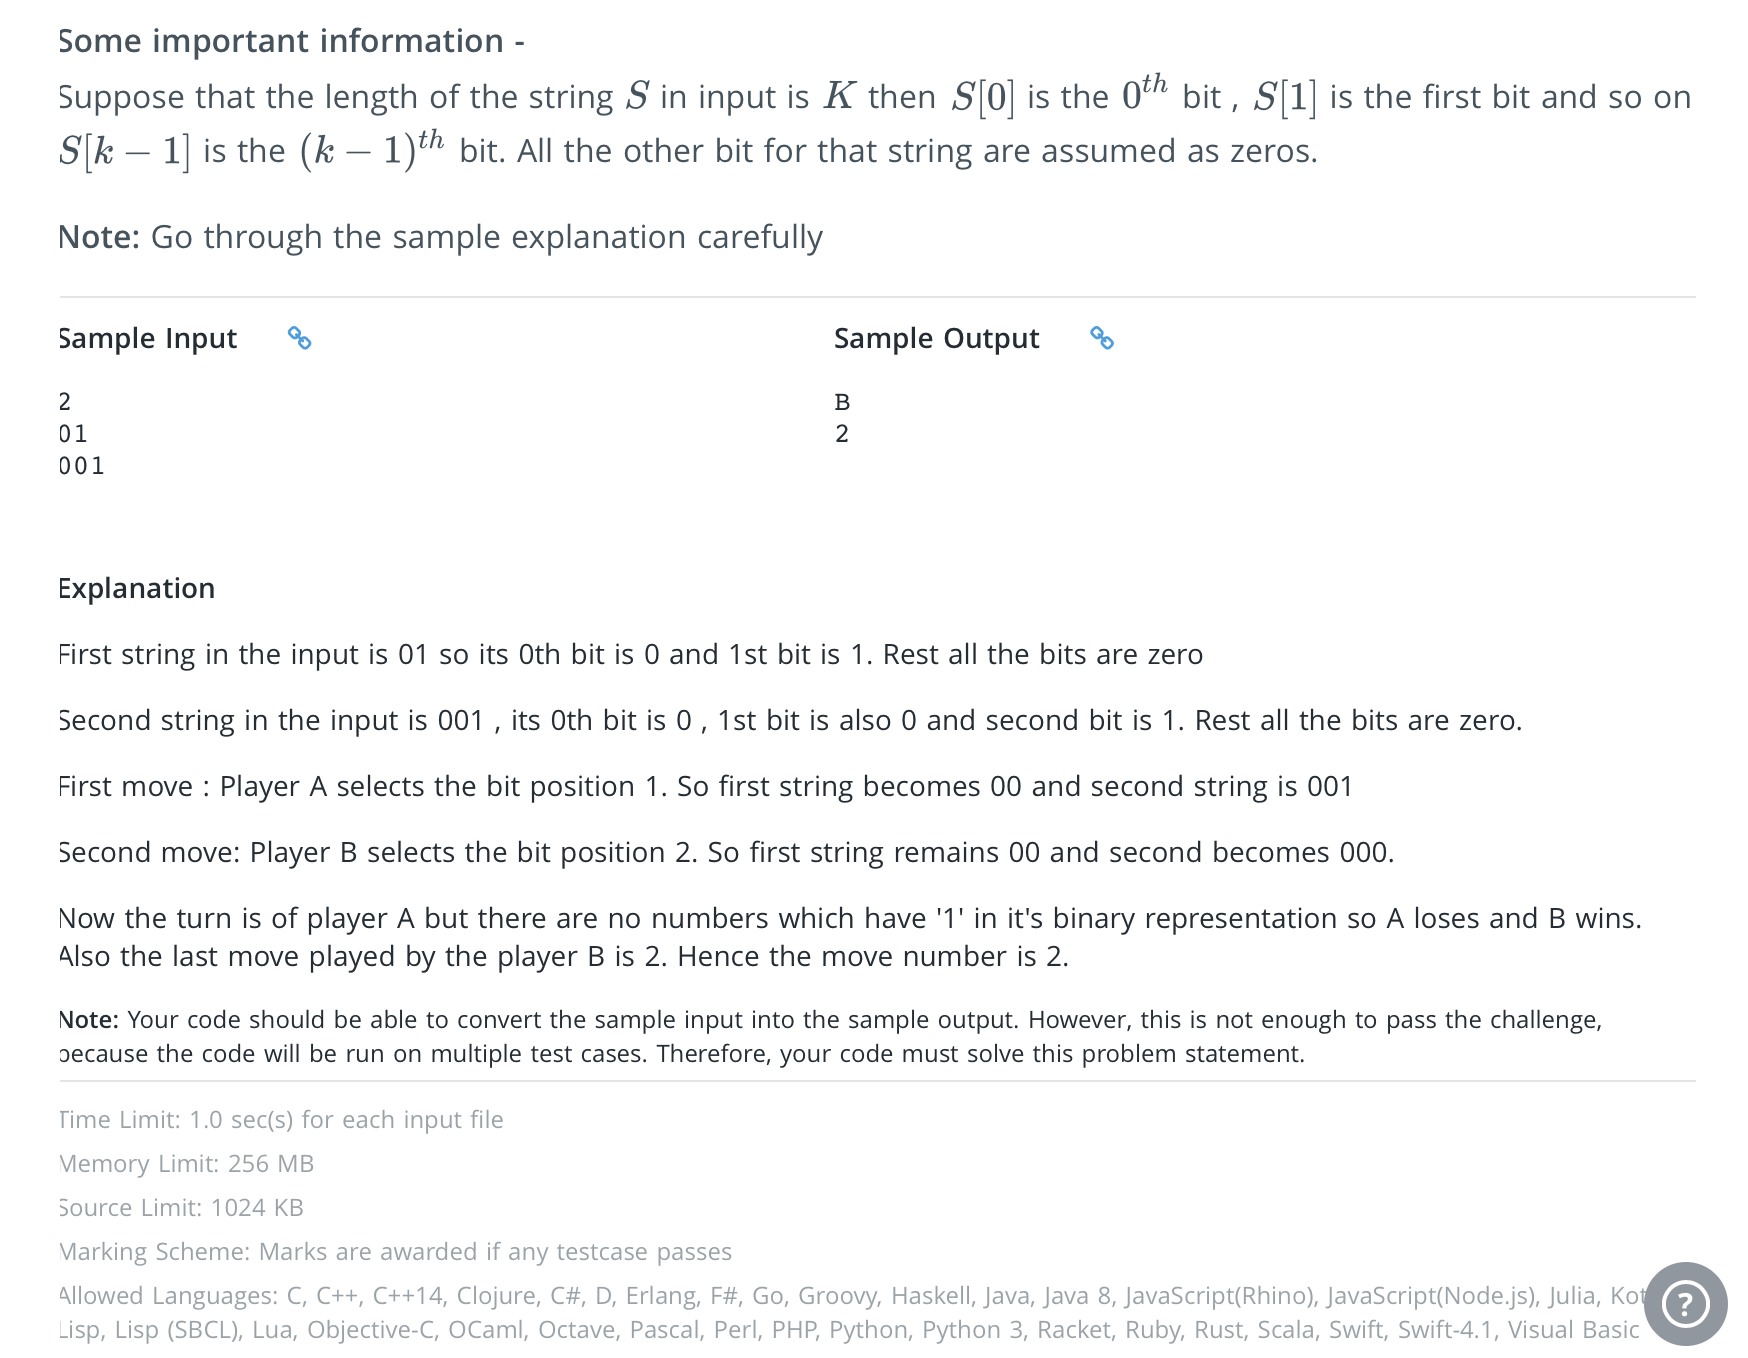 Some important information -
Suppose that the length of the string S in input is K then S[0] is the 0^th bit , S[1] is the first bit and so on
S[k − 1] is the (k − 1)^th bit. All the other bit for that string are assumed as zeros.
Note: Go through the sample explanation carefully
Sample Input
Sample Output
2
01
001
B
2
Explanation
First string in the input is 01 so its 0th bit is 0 and 1st bit is 1. Rest all the bits are zero
Second string in the input is 001 , its 0th bit is 0 , 1st bit is also 0 and second bit is 1. Rest all the bits are zero.
First move : Player A selects the bit position 1. So first string becomes 00 and second string is 001
Second move: Player B selects the bit position 2. So first string remains 00 and second becomes 000.
Now the turn is of player A but there are no numbers which have '1' in it's binary representation so A loses and B wins.
Also the last move played by the player B is 2. Hence the move number is 2.
Note: Your code should be able to convert the sample input into the sample output. However, this is not enough to pass the challenge,
because the code will be run on multiple test cases. Therefore, your code must solve this problem statement.
Time Limit: 1.0 sec(s) for each input file
Memory Limit: 256 MB
Source Limit: 1024 KB
Marking Scheme: Marks are awarded if any testcase passes
Allowed Languages: C, C++, C++14, Clojure, C#, D, Erlang, F#, Go, Groovy, Haskell, Java, Java 8, JavaScript(Rhino), JavaScript(Node.js), Julia, Kot
Lisp, Lisp (SBCL), Lua, Objective-C, OCaml, Octave, Pascal, Perl, PHP, Python, Python 3, Racket, Ruby, Rust, Scala, Swift, Swift-4.1, Visual Basic
?